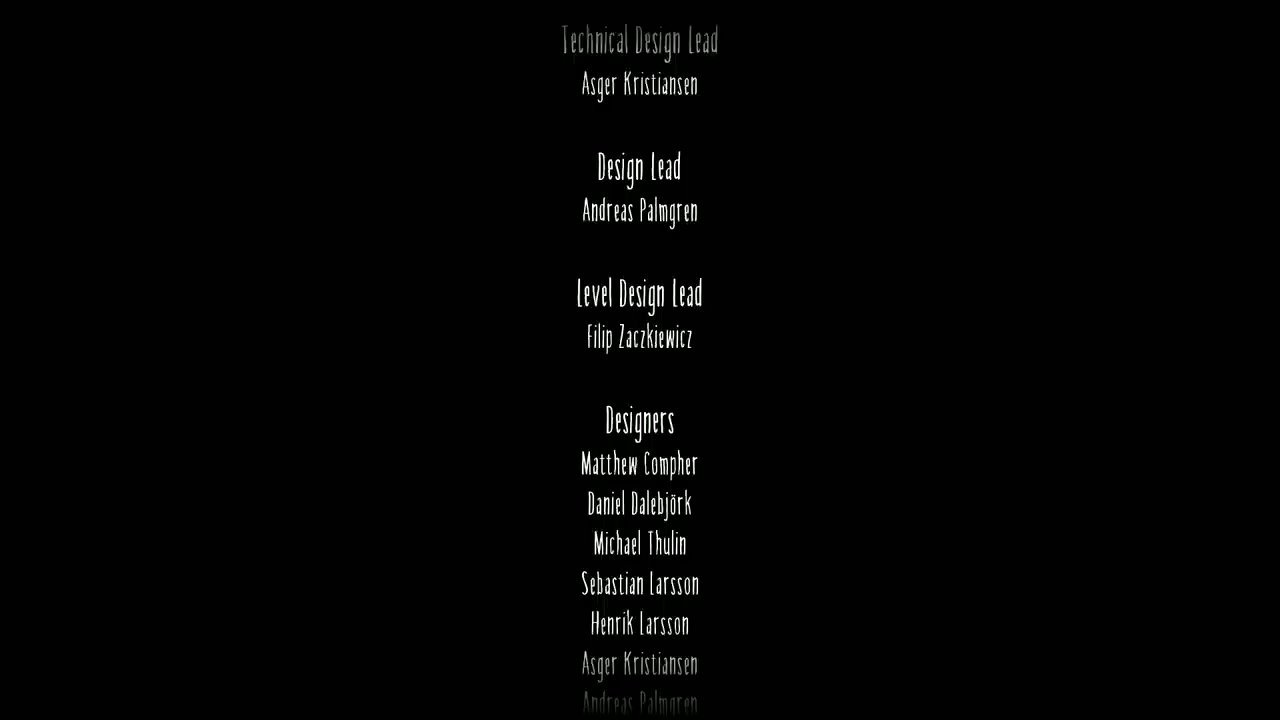 Technical Design Lead
Asger Kristiansen
Design Lead
Andreas Palmgren
Level Design Lead
Filip Zaczkiewicz
Designers
Matthew Compher
Daniel Dalebjörk
Michael Thulin
Sebastian Larsson
Henrik Larsson
Asger Kristiansen
Andreas Palmgren